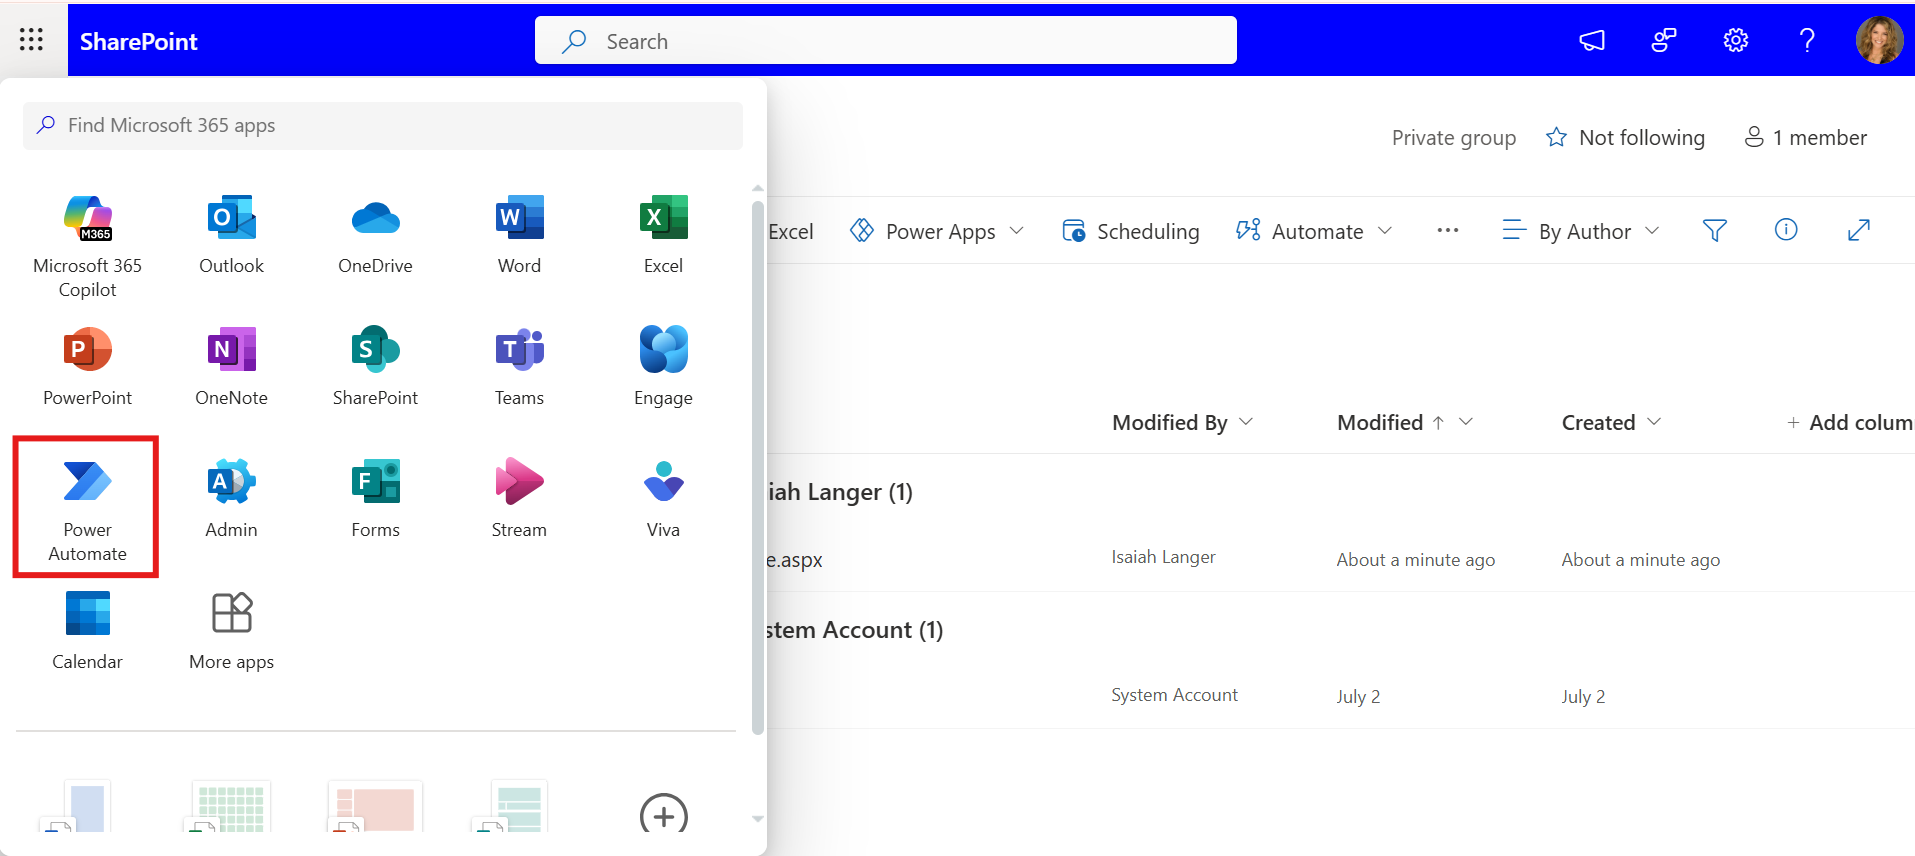 SharePoint
Search
Find Microsoft 365 apps
Private group
Not following
1 member
M365
Microsoft 365
Copilot
Outlook
OneDrive
Word
Excel
Excel
Power Apps
Scheduling
Automate
By Author
PowerPoint
OneNote
SharePoint
Teams
Engage
Modified By
Modified
Created
Add colum
Power
Automate
Admin
Forms
Stream
Viva
iah Langer (1)
e.aspx
Isaiah Langer
About a minute ago
About a minute ago
Calendar
More apps
stem Account (1)
System Account
July 2
July 2